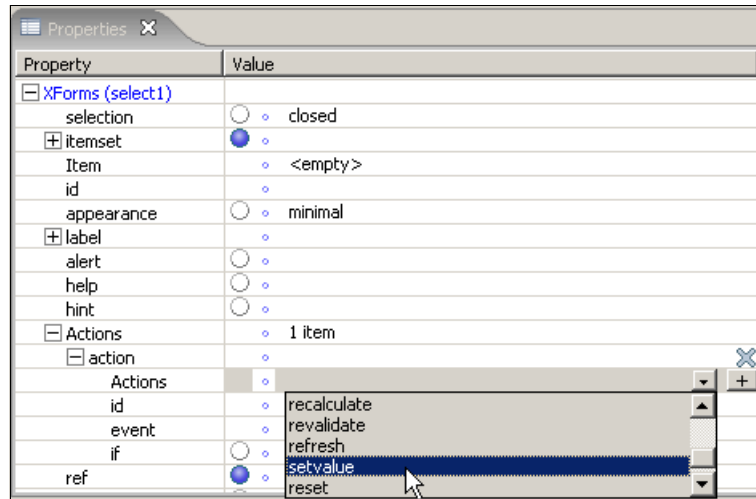 Properties
Property Value
XForms (select1)
selection closed
itemset
Item <empty>
id
appearance minimal
label
alert
help
hint
Actions 1 item
action
Actions
id recalculate
event revalidate
if refresh
ref setvalue
reset